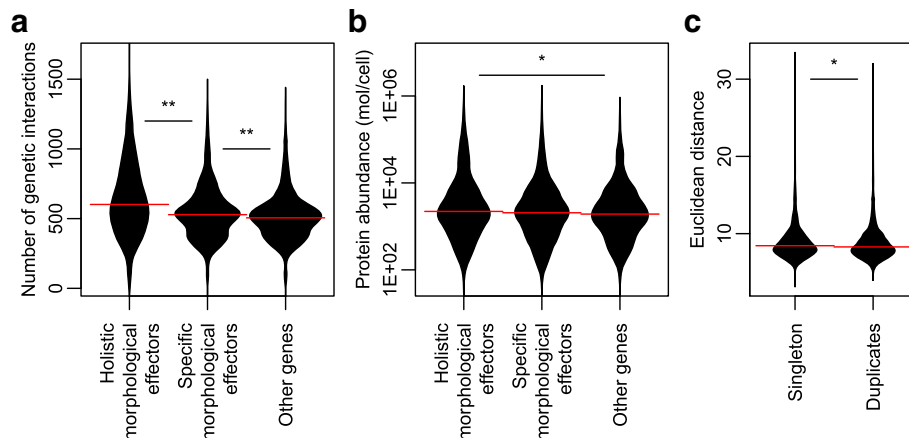 a
Number of genetic interactions
0
500
1000
1500
**
**
Holistic
morphological
effectors
Specific
morphological
effectors
Other genes
b
Protein abundance (mol/cell)
1E+02
1E+04
1E+06
*
Holistic
morphological
effectors
Specific
morphological
effectors
Other genes
c
Euclidean distance
10
20
30
*
Singleton
Duplicates